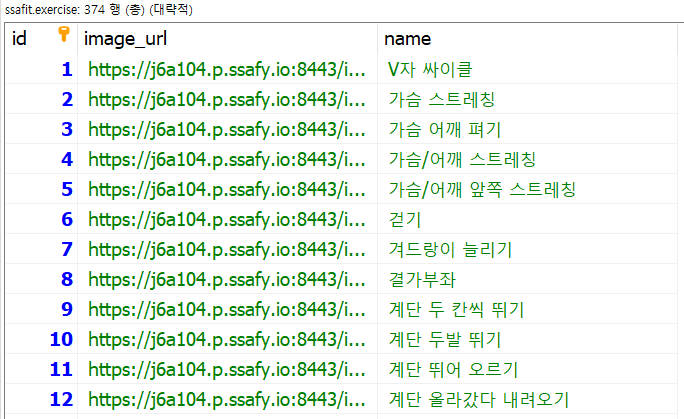 ssafit.exercise: 374 행 (총) (대략적)
id image_url name
1 https://j6a104.p.ssafy.io:8443/i... V자 싸이클
2 https://j6a104.p.ssafy.io:8443/i... 가슴 스트레칭
3 https://j6a104.p.ssafy.io:8443/i... 가슴 어깨 펴기
4 https://j6a104.p.ssafy.io:8443/i... 가슴/어깨 스트레칭
5 https://j6a104.p.ssafy.io:8443/i... 가슴/어깨 앞쪽 스트레칭
6 https://j6a104.p.ssafy.io:8443/i... 걷기
7 https://j6a104.p.ssafy.io:8443/i... 겨드랑이 늘리기
8 https://j6a104.p.ssafy.io:8443/i... 결가부좌
9 https://j6a104.p.ssafy.io:8443/i... 계단 두 칸씩 뛰기
10 https://j6a104.p.ssafy.io:8443/i... 계단 두발 뛰기
11 https://j6a104.p.ssafy.io:8443/i... 계단 뛰어 오르기
12 https://j6a104.p.ssafy.io:8443/i... 계단 올라갔다 내려오기